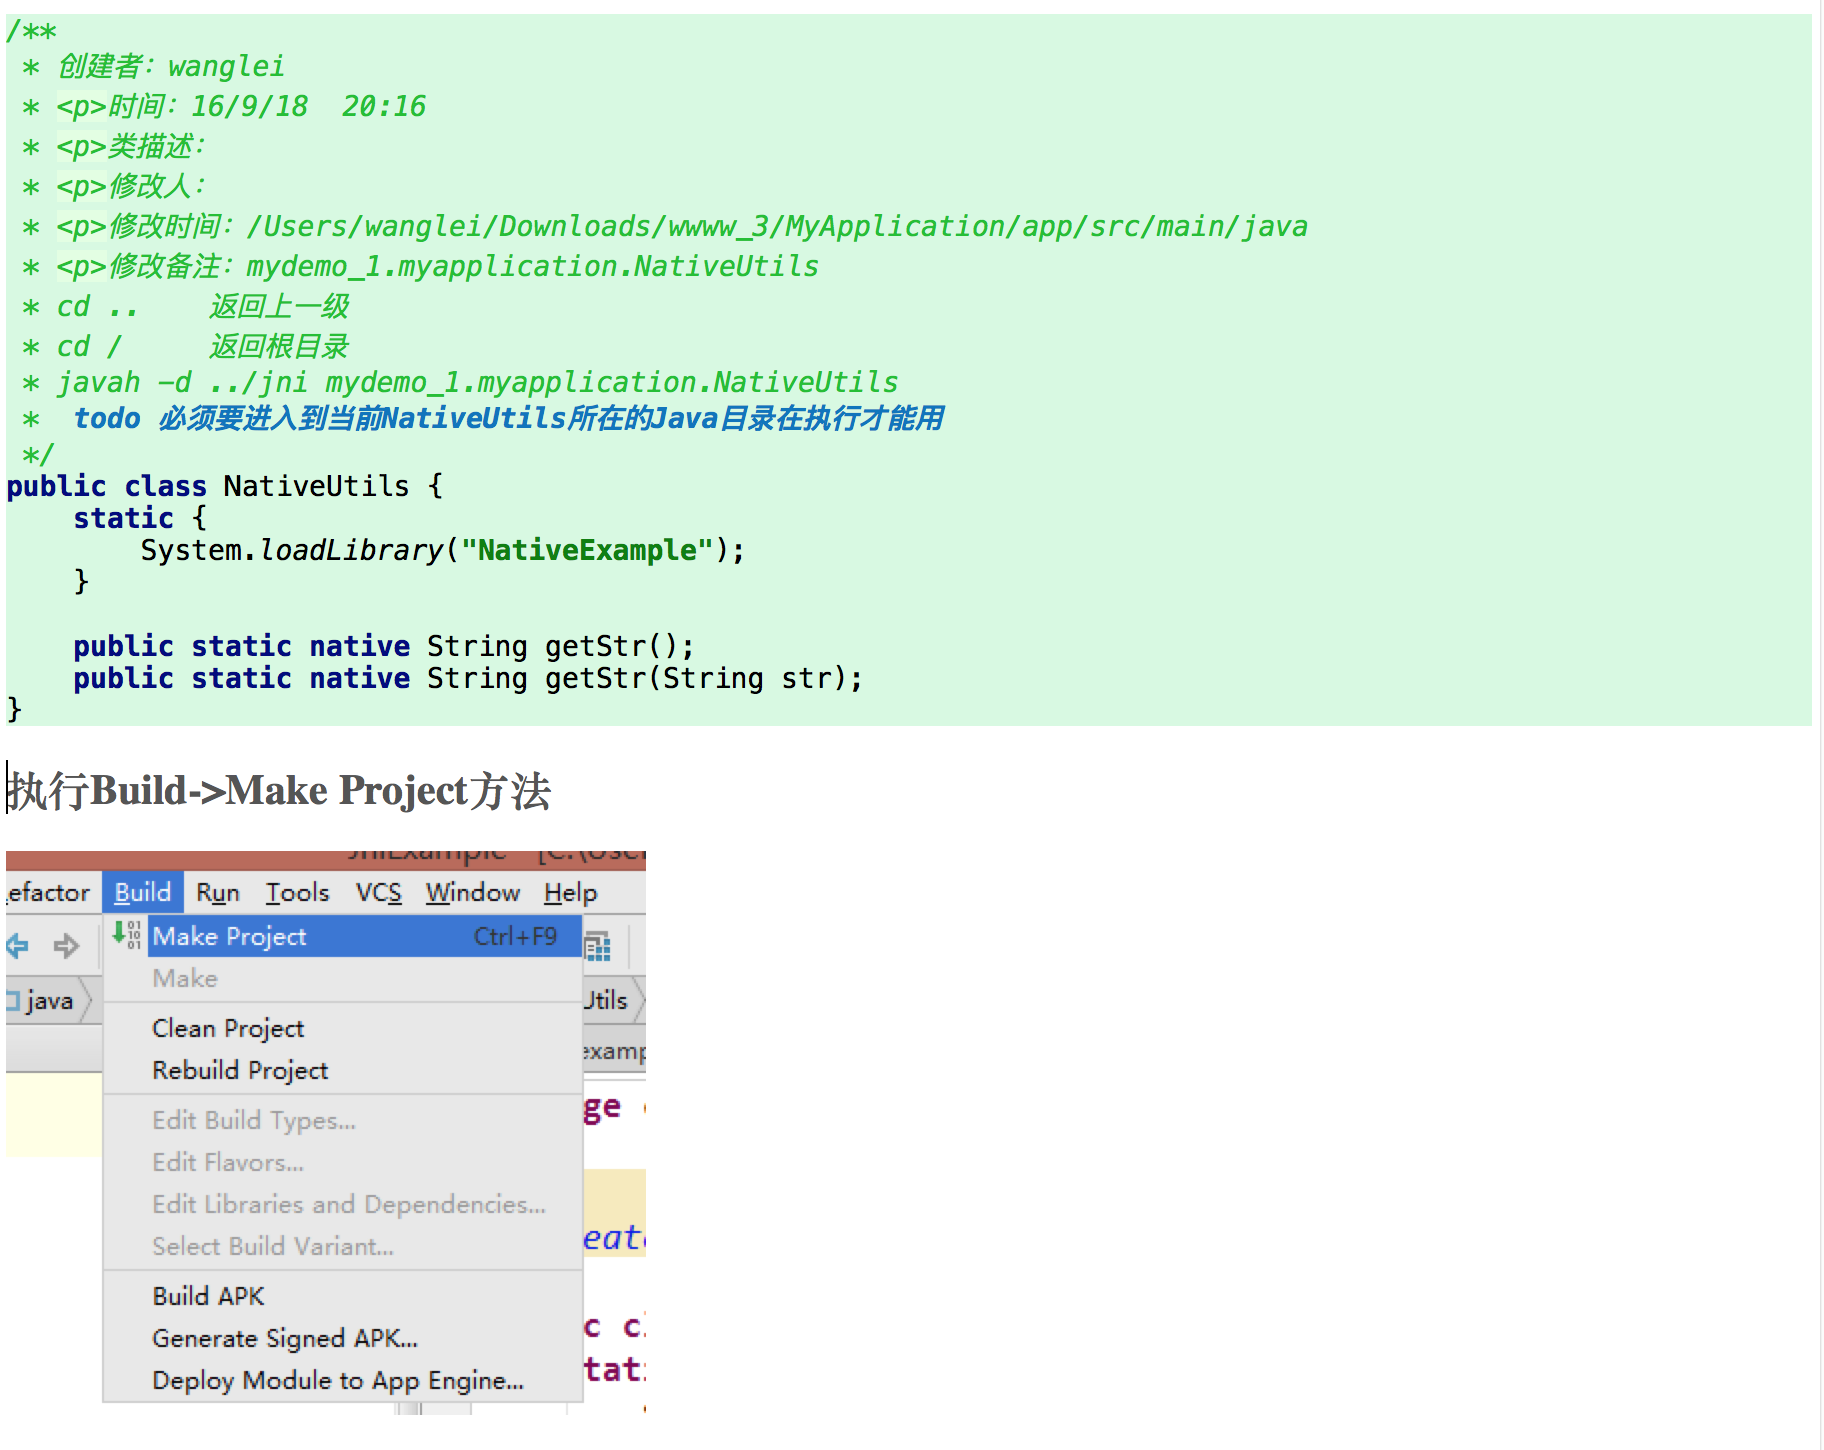 /**
 * 创建者：wanglei
 * <p>时间：16/9/18  20:16
 * <p>类描述：
 * <p>修改人：
 * <p>修改时间：/Users/wanglei/Downloads/wwww_3/MyApplication/app/src/main/java
 * <p>修改备注：mydemo_1.myapplication.NativeUtils
 * cd ..    返回上一级
 * cd /     返回根目录
 * javah -d ../jni mydemo_1.myapplication.NativeUtils
 *  todo 必须要进入到当前NativeUtils所在的Java目录在执行才能用
 */
public class NativeUtils {
    static {
        System.loadLibrary("NativeExample");
    }
    public static native String getStr();
    public static native String getStr(String str);
}
执行Build->Make Project方法
JniExample - [C:\User
efactor Build Run Tools VCS Window Help
Make Project Ctrl+F9
Make
java Utils
Clean Project
examp
Rebuild Project
ge
Edit Build Types...
Edit Flavors...
Edit Libraries and Dependencies...
eat
Select Build Variant...
Build APK
c c
Generate Signed APK...
tat
Deploy Module to App Engine...